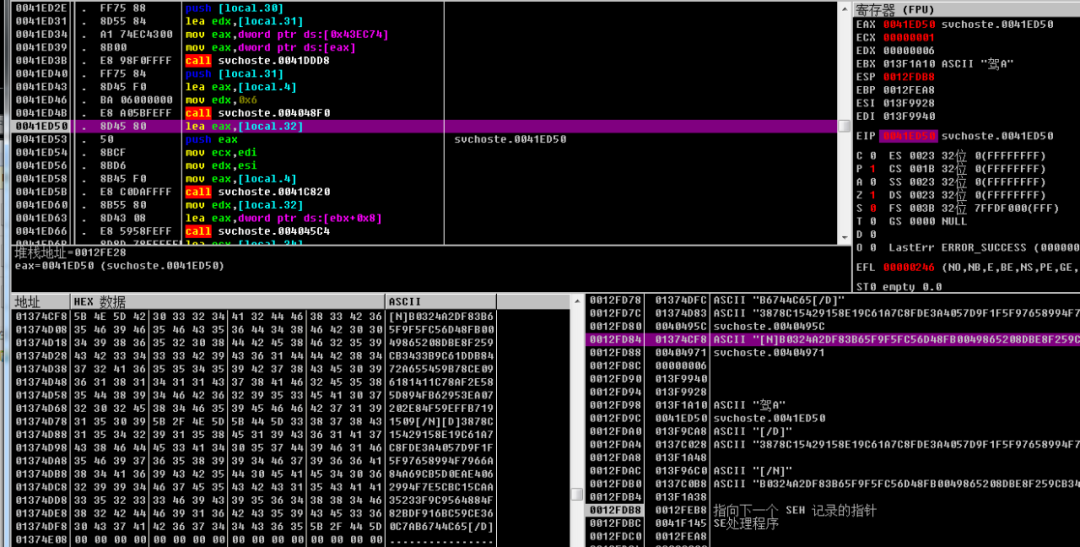 0041ED2E . FF75 88 push [local.30]
0041ED31 . 8D55 84 lea edx,[local.31]
0041ED34 . A1 74EC4300 mov eax,dword ptr ds:[0x43EC74]
0041ED39 . 8B00 mov eax,dword ptr ds:[eax]
0041ED3B . E8 98F0FFFF call svchoste.0041DDD8
0041ED40 . FF75 84 push [local.31]
0041ED43 . 8D45 F0 lea eax,[local.4]
0041ED46 . BA 06000000 mov edx,0x6
0041ED4B . E8 A05BFEFF call svchoste.004048F0
0041ED50 . 8D45 80 lea eax,[local.32]
0041ED53 . 50 push eax svchoste.0041ED50
0041ED54 . 8BCF mov ecx,edi
0041ED56 . 8BD6 mov edx,esi
0041ED58 . 8B45 F0 mov eax,[local.4]
0041ED5B . E8 C0DAFFFF call svchoste.0041C820
0041ED60 . 8B55 80 mov edx,[local.32]
0041ED63 . 8D43 08 lea eax,dword ptr ds:[ebx+0x8]
0041ED66 . E8 5958FEFF call svchoste.004045C4
堆栈地址=0012FE28
eax=0041ED50 (svchoste.0041ED50)
寄存器 (FPU)
EAX 0041ED50 svchoste.0041ED50
ECX 00000001
EDX 00000006
EBX 013F1A10 ASCII "驾A"
ESP 0012FDB8
EBP 0012FEA8
ESI 013F9928
EDI 013F9940
EIP 0041ED50 svchoste.0041ED50
C 0 ES 0023 32位 0(FFFFFFFF)
P 1 CS 001B 32位 0(FFFFFFFF)
A 0 SS 0023 32位 0(FFFFFFFF)
Z 1 DS 0023 32位 0(FFFFFFFF)
S 0 FS 003B 32位 7FFDF000(FFF)
T 0 GS 0000 NULL
D 0
O 0 LastErr ERROR_SUCCESS (000000
EFL 00000246 (NO,NB,E,BE,NS,PE,GE,
ST0 empty 0.0
地址 HEX 数据 ASCII
01374CF8 5B 4E 5D 42 30 33 32 34 41 32 44 46 38 33 42 36 [N]B0324A2DF83B6
01374D08 35 46 39 46 35 46 43 35 36 44 34 38 46 42 30 30 5F9F5FC56D48FB00
01374D18 34 39 38 36 35 32 30 38 44 42 45 38 46 32 35 39 49865208DBE8F259
01374D28 43 42 33 34 33 33 42 39 43 36 31 44 44 42 38 34 CB3433B9C61DDB84
01374D38 37 32 41 36 35 35 34 35 39 42 37 38 43 45 30 39 72A655459B78CE09
01374D48 36 31 38 31 34 31 31 43 37 38 41 46 32 45 35 38 6181411C78AF2E58
01374D58 35 44 38 39 34 46 42 36 32 39 35 33 45 41 30 37 5D894FB62953EA07
01374D68 32 30 32 45 38 34 46 35 39 45 46 46 42 37 31 39 202E84F59EFFB719
01374D78 31 35 30 39 5B 2F 4E 5D 5B 44 5D 33 38 37 38 43 1509[/N][D]3878C
01374D88 31 35 34 32 39 31 35 38 45 31 39 43 36 31 41 37 15429158E19C61A7
01374D98 43 38 46 44 45 33 41 34 30 35 37 44 39 46 31 46 C8FDE3A4057D9F1F
01374DA8 35 46 39 37 36 35 38 39 39 34 46 37 39 36 36 41 5F97658994F7966A
01374DB8 38 34 41 36 39 43 42 35 44 30 45 41 45 34 30 36 84A69CB5D0EAE406
01374DC8 32 39 39 34 46 37 45 35 43 42 43 31 35 43 41 41 2994F7E5CBC15CAA
01374DD8 33 35 32 33 33 46 39 43 39 35 36 34 38 38 34 46 35233F9C9564884F
01374DE8 38 32 42 44 46 39 31 36 42 43 35 39 43 45 33 36 82BDF916BC59CE36
01374DF8 30 43 37 41 42 36 37 34 34 43 36 35 5B 2F 44 5D 0C7AB6744C65[/D]
01374E08 00 00 00 00 00 00 00 00 00 00 00 00 00 00 00 00 ................
0012FD78 01374DFC ASCII "B6744C65[/D]"
0012FD7C 01374D83 ASCII "3878C15429158E19C61A7C8FDE3A4057D9F1F5F97658994F7
0012FD80 0040495C svchoste.0040495C
0012FD84 01374CF8 ASCII "[N]B0324A2DF83B6F5F9F5FC56D48FB0049865208DBE8F259C
0012FD88 00404971 svchoste.00404971
0012FD8C 00000006
0012FD90 013F9940
0012FD94 013F9928
0012FD98 013F1A10 ASCII "驾A"
0012FD9C 0041ED50 svchoste.0041ED50
0012FDA0 013F9CA8 ASCII "[/D]"
0012FDA4 0137C028 ASCII "3878C15429158E19C61A7C8FDE3A4057D9F1F5F97658994F7
0012FDA8 013F1A48
0012FDAC 013F96C0 ASCII "[/N]"
0012FDB0 0137C0B8 ASCII "B0324A2DF83B65F9F5FC56D48FB0049865208DBE8F259CB34
0012FDB4 013F1A38
0012FDB8 0012FEB8 指向下一个 SEH 记录的指针
0012FDBC 0041F145 SE处理程序
0012FDC0 0012FEA8